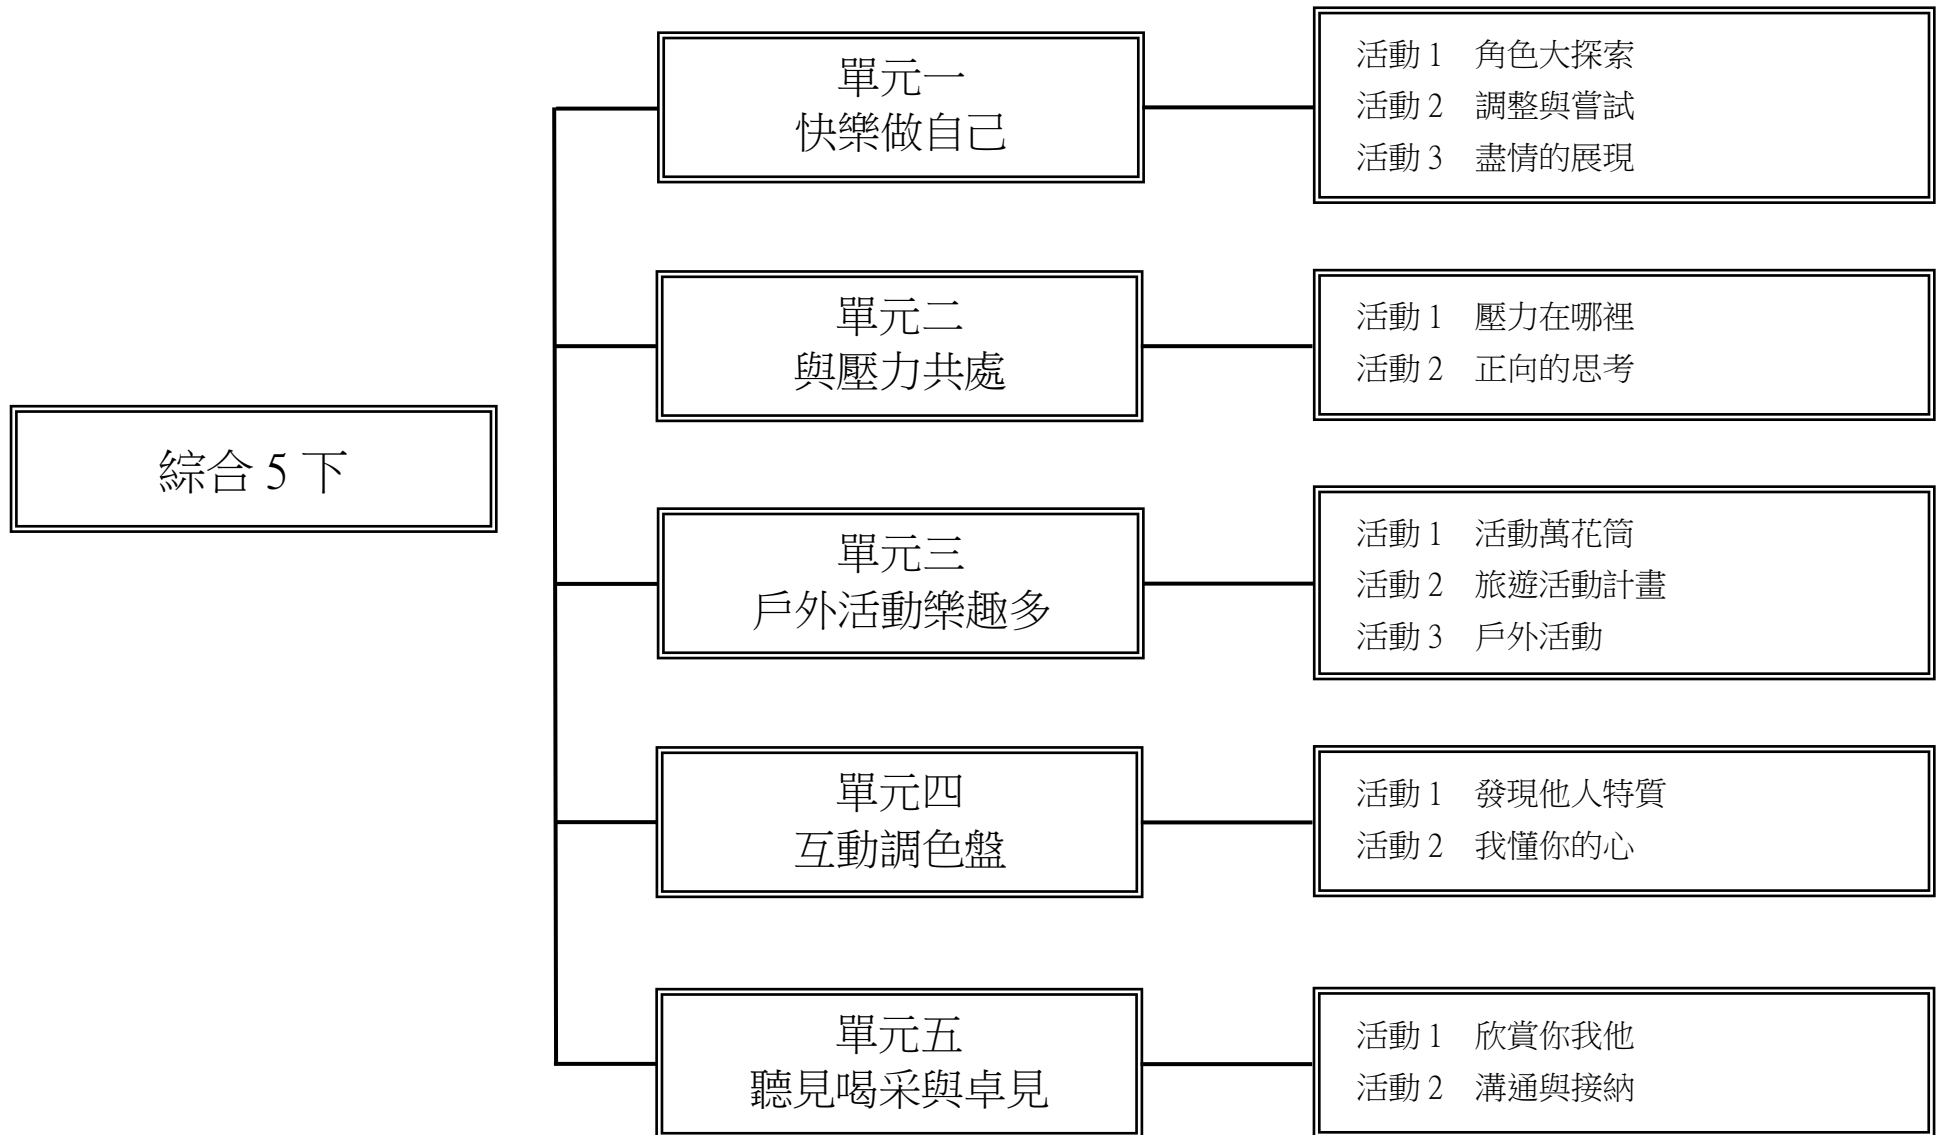 綜合 5 下
單元一
快樂做自己
活動 1 角色大探索
活動 2 調整與嘗試
活動 3 盡情的展現
單元二
與壓力共處
活動 1 壓力在哪裡
活動 2 正向的思考
單元三
戶外活動樂趣多
活動 1 活動萬花筒
活動 2 旅遊活動計畫
活動 3 戶外活動
單元四
互動調色盤
活動 1 發現他人特質
活動 2 我懂你的心
單元五
聽見喝采與卓見
活動 1 欣賞你我他
活動 2 溝通與接納